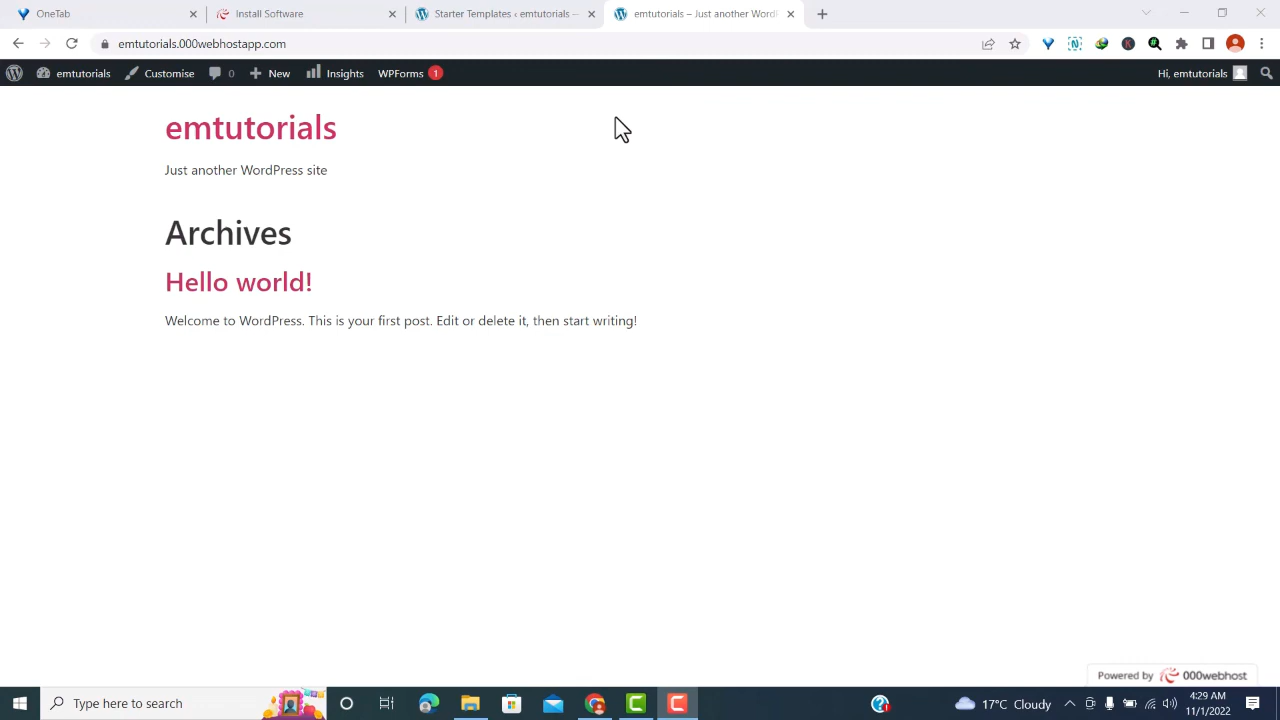 OneTab
Install Software
Starter Templates ‹ emtutorials —
emtutorials – Just another WordP
emtutorials.000webhostapp.com
emtutorials
Customise
0
New
Insights
WPForms 1
Hi, emtutorials
emtutorials
Just another WordPress site
Archives
Hello world!
Welcome to WordPress. This is your first post. Edit or delete it, then start writing!
Powered by 000webhost
Type here to search
17°C Cloudy
4:29 AM
11/1/2022